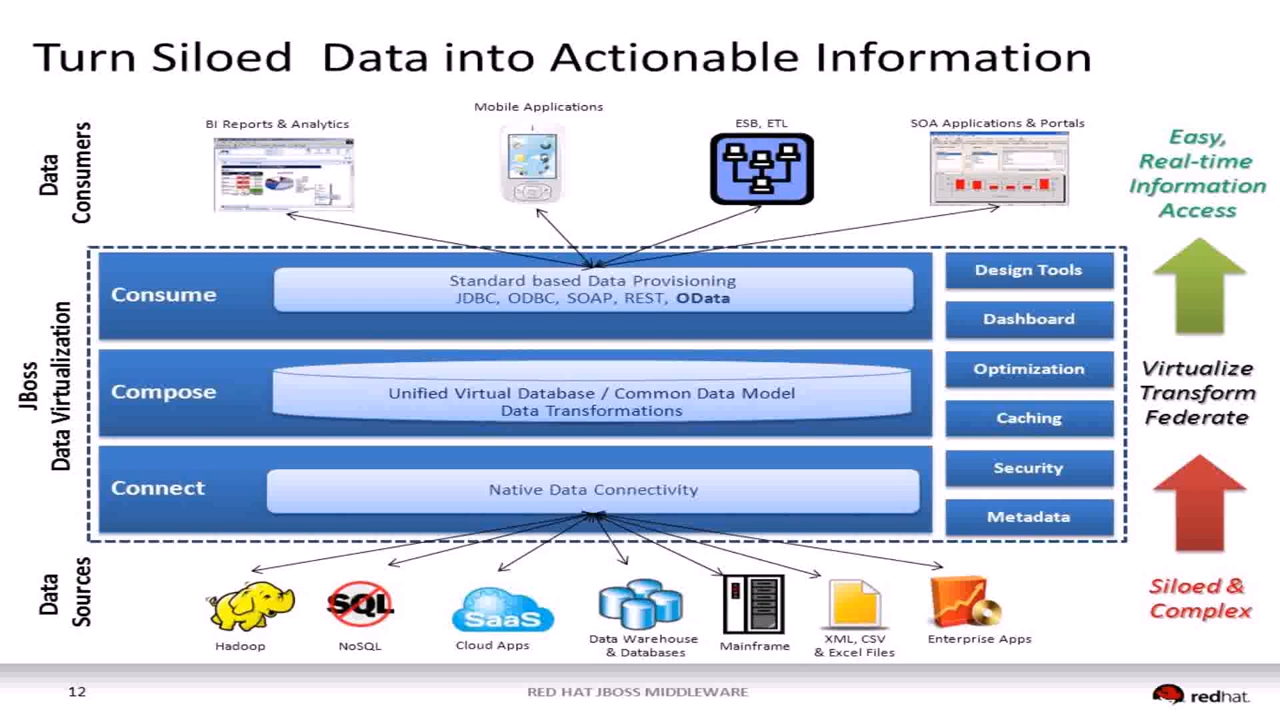 Turn Siloed Data into Actionable Information
Data
Consumers
BI Reports & Analytics
Mobile Applications
ESB, ETL
SOA Applications & Portals
Easy,
Real-time
Information
Access
JBoss
Data Virtualization
Consume
Standard based Data Provisioning
JDBC, ODBC, SOAP, REST, OData
Compose
Unified Virtual Database / Common Data Model
Data Transformations
Connect
Native Data Connectivity
Design Tools
Dashboard
Optimization
Caching
Security
Metadata
Virtualize
Transform
Federate
Data
Sources
SQL
SaaS
Hadoop
NoSQL
Cloud Apps
Data Warehouse
& Databases
Mainframe
XML, CSV
& Excel Files
Enterprise Apps
Siloed &
Complex
12
RED HAT JBOSS MIDDLEWARE
redhat.